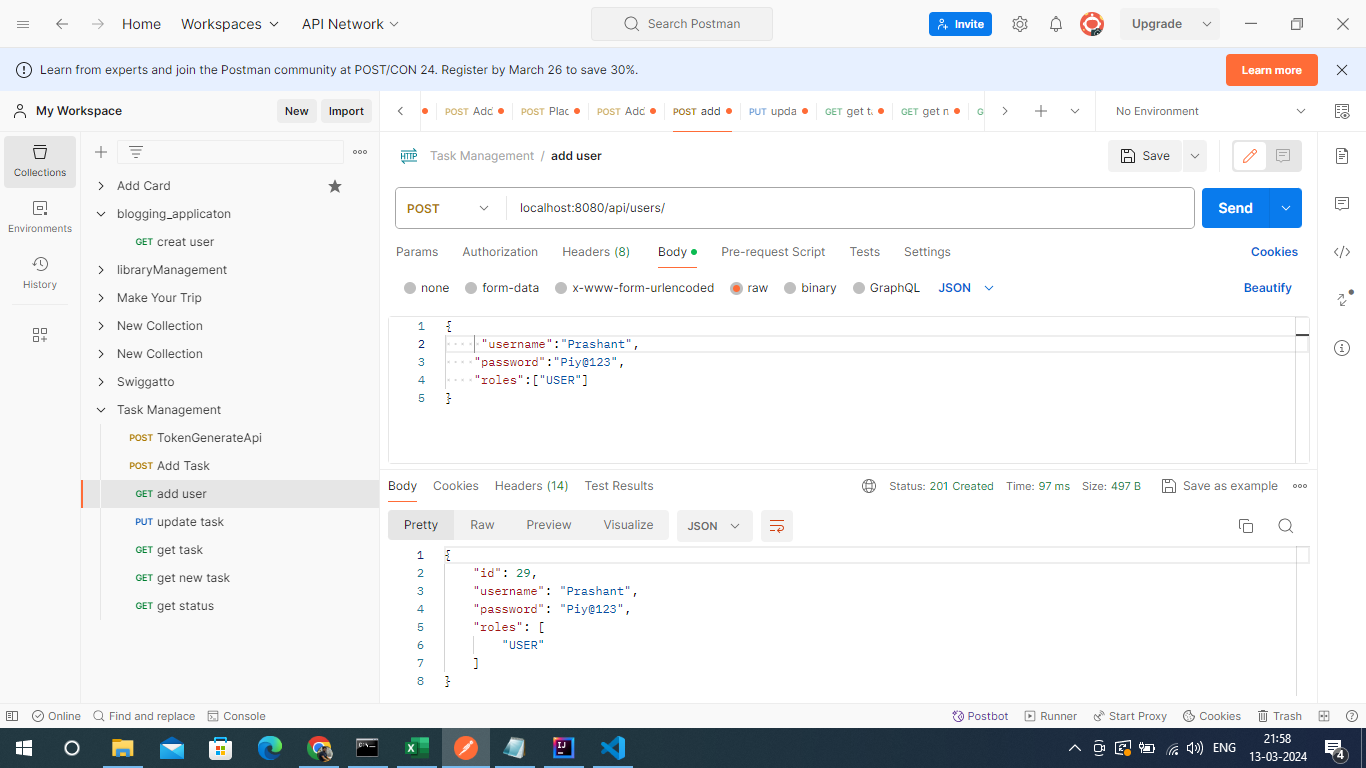 Home Workspaces API Network Search Postman Invite Upgrade
Learn from experts and join the Postman community at POST/CON 24. Register by March 26 to save 30%. Learn more
My Workspace New Import
POST Add POST Plac POST Add POST add PUT upda GET get t. GET get n No Environment
Collections
Environments
History
Add Card
blogging_applicaton
GET creat user
libraryManagement
Make Your Trip
New Collection
New Collection
Swiggatto
Task Management
POST TokenGenerateApi
POST Add Task
GET add user
PUT update task
GET get task
GET get new task
GET get status
HTTP Task Management / add user Save
POST localhost:8080/api/users/ Send
Params Authorization Headers (8) Body Pre-request Script Tests Settings Cookies
none form-data x-www-form-urlencoded raw binary GraphQL JSON Beautify
1 {
2 "username":"Prashant",
3 "password":"Piy@123",
4 "roles":["USER"]
5 }
Body Cookies Headers (14) Test Results Status: 201 Created Time: 97 ms Size: 497 B Save as example
Pretty Raw Preview Visualize JSON
1 {
2 "id": 29,
3 "username": "Prashant",
4 "password": "Piy@123",
5 "roles": [
6 "USER"
7 ]
8 }
Online Find and replace Console Postbot Runner Start Proxy Cookies Trash
ENG 21:58
13-03-2024 4